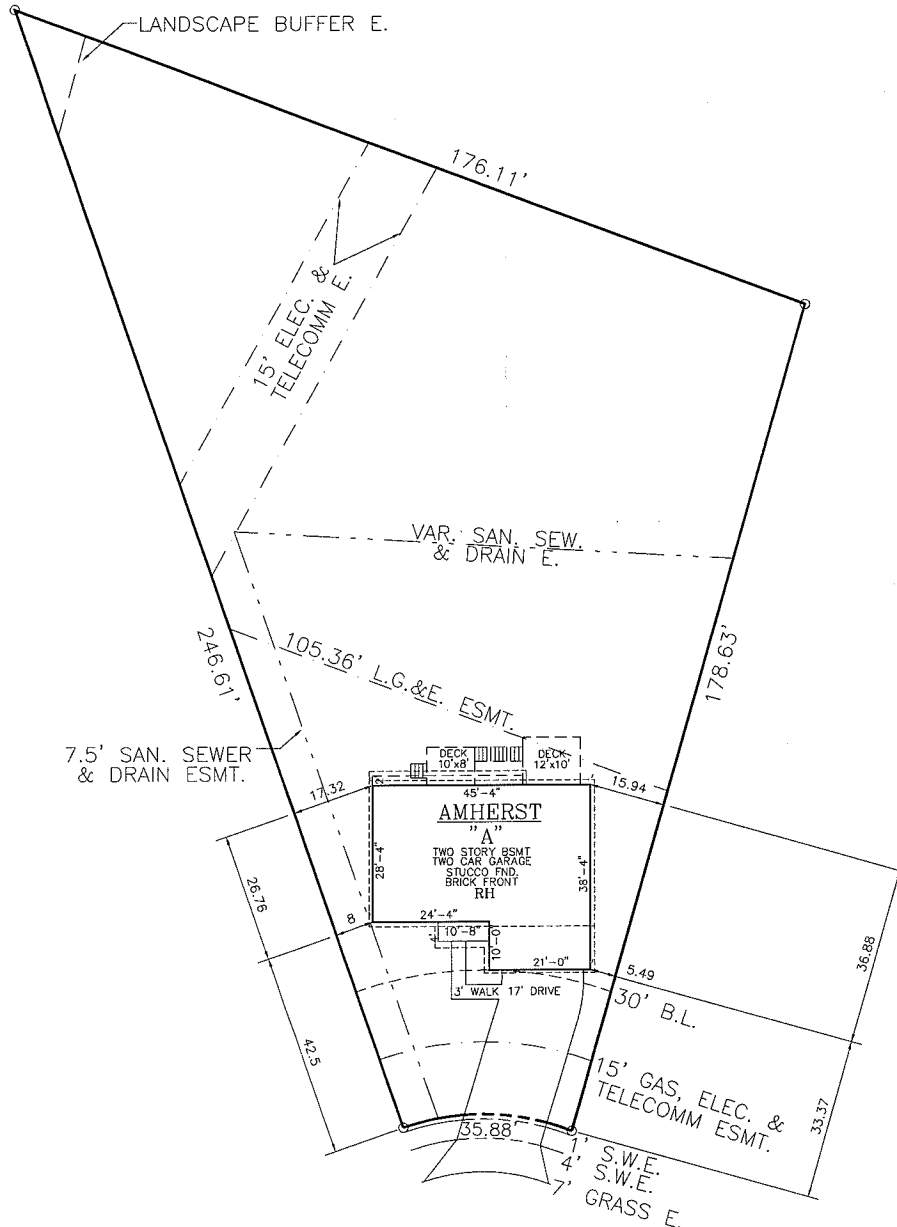 LANDSCAPE BUFFER E.
176.11'
15' ELEC. &
TELECOMM E.
VAR. SAN. SEW.
& DRAIN E.
246.61'
178.63'
105.36' L.G.&E. ESMT.
7.5' SAN. SEWER
& DRAIN ESMT.
DECK
10'x8'
DECK
12'x10'
17.32
2'
45'-4"
15.94
AMHERST
"A"
TWO STORY BSMT
TWO CAR GARAGE
STUCCO FND.
BRICK FRONT
RH
28'-4"
38'-4"
26.76
36.88
8
24'-4"
4'
10'-8"
10'-0"
21'-0"
5.49
3' WALK 17' DRIVE
30' B.L.
42.5
33.37
15' GAS, ELEC. &
TELECOMM ESMT.
35.88'
1' S.W.E.
4' S.W.E.
7' GRASS E.